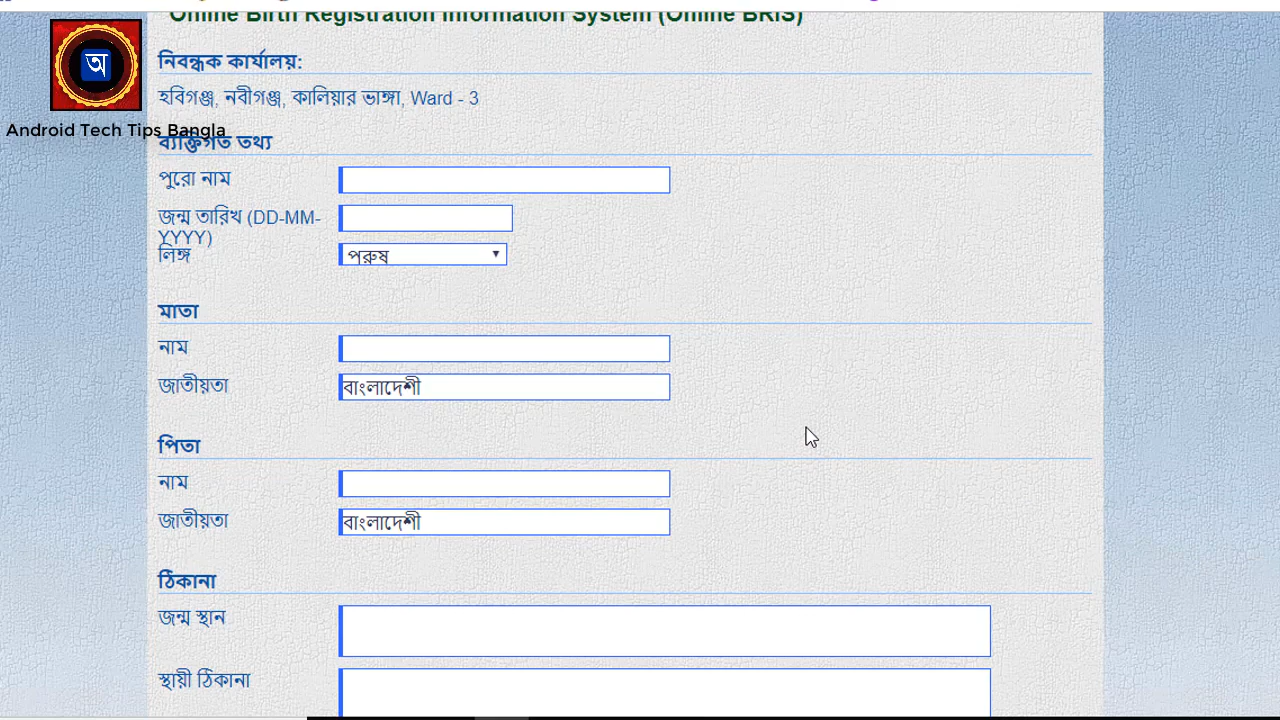 Online Birth Registration Information System (Online BRIS)
অ
Android Tech Tips Bangla
নিবন্ধক কার্যালয়:
হবিগঞ্জ, নবীগঞ্জ, কালিয়ার ভাঙ্গা, Ward - 3
ব্যক্তিগত তথ্য
পুরো নাম
জন্ম তারিখ (DD-MM-
YYYY)
লিঙ্গ
পরুষ
মাতা
নাম
জাতীয়তা বাংলাদেশী
পিতা
নাম
জাতীয়তা বাংলাদেশী
ঠিকানা
জন্ম স্থান
স্থায়ী ঠিকানা